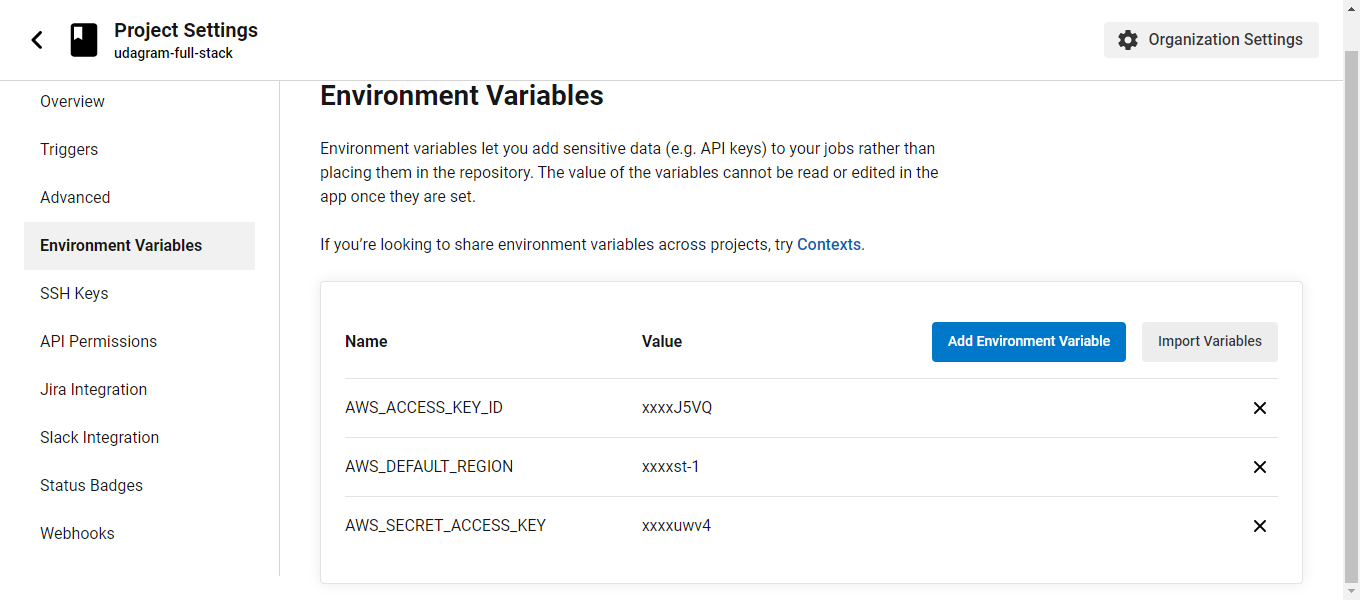 Project Settings
udagram-full-stack
Organization Settings
Overview
Triggers
Advanced
Environment Variables
SSH Keys
API Permissions
Jira Integration
Slack Integration
Status Badges
Webhooks
Environment Variables
Environment variables let you add sensitive data (e.g. API keys) to your jobs rather than
placing them in the repository. The value of the variables cannot be read or edited in the
app once they are set.
If you’re looking to share environment variables across projects, try Contexts.
Name Value Add Environment Variable Import Variables
AWS_ACCESS_KEY_ID xxxxJ5VQ
AWS_DEFAULT_REGION xxxxst-1
AWS_SECRET_ACCESS_KEY xxxxuwv4